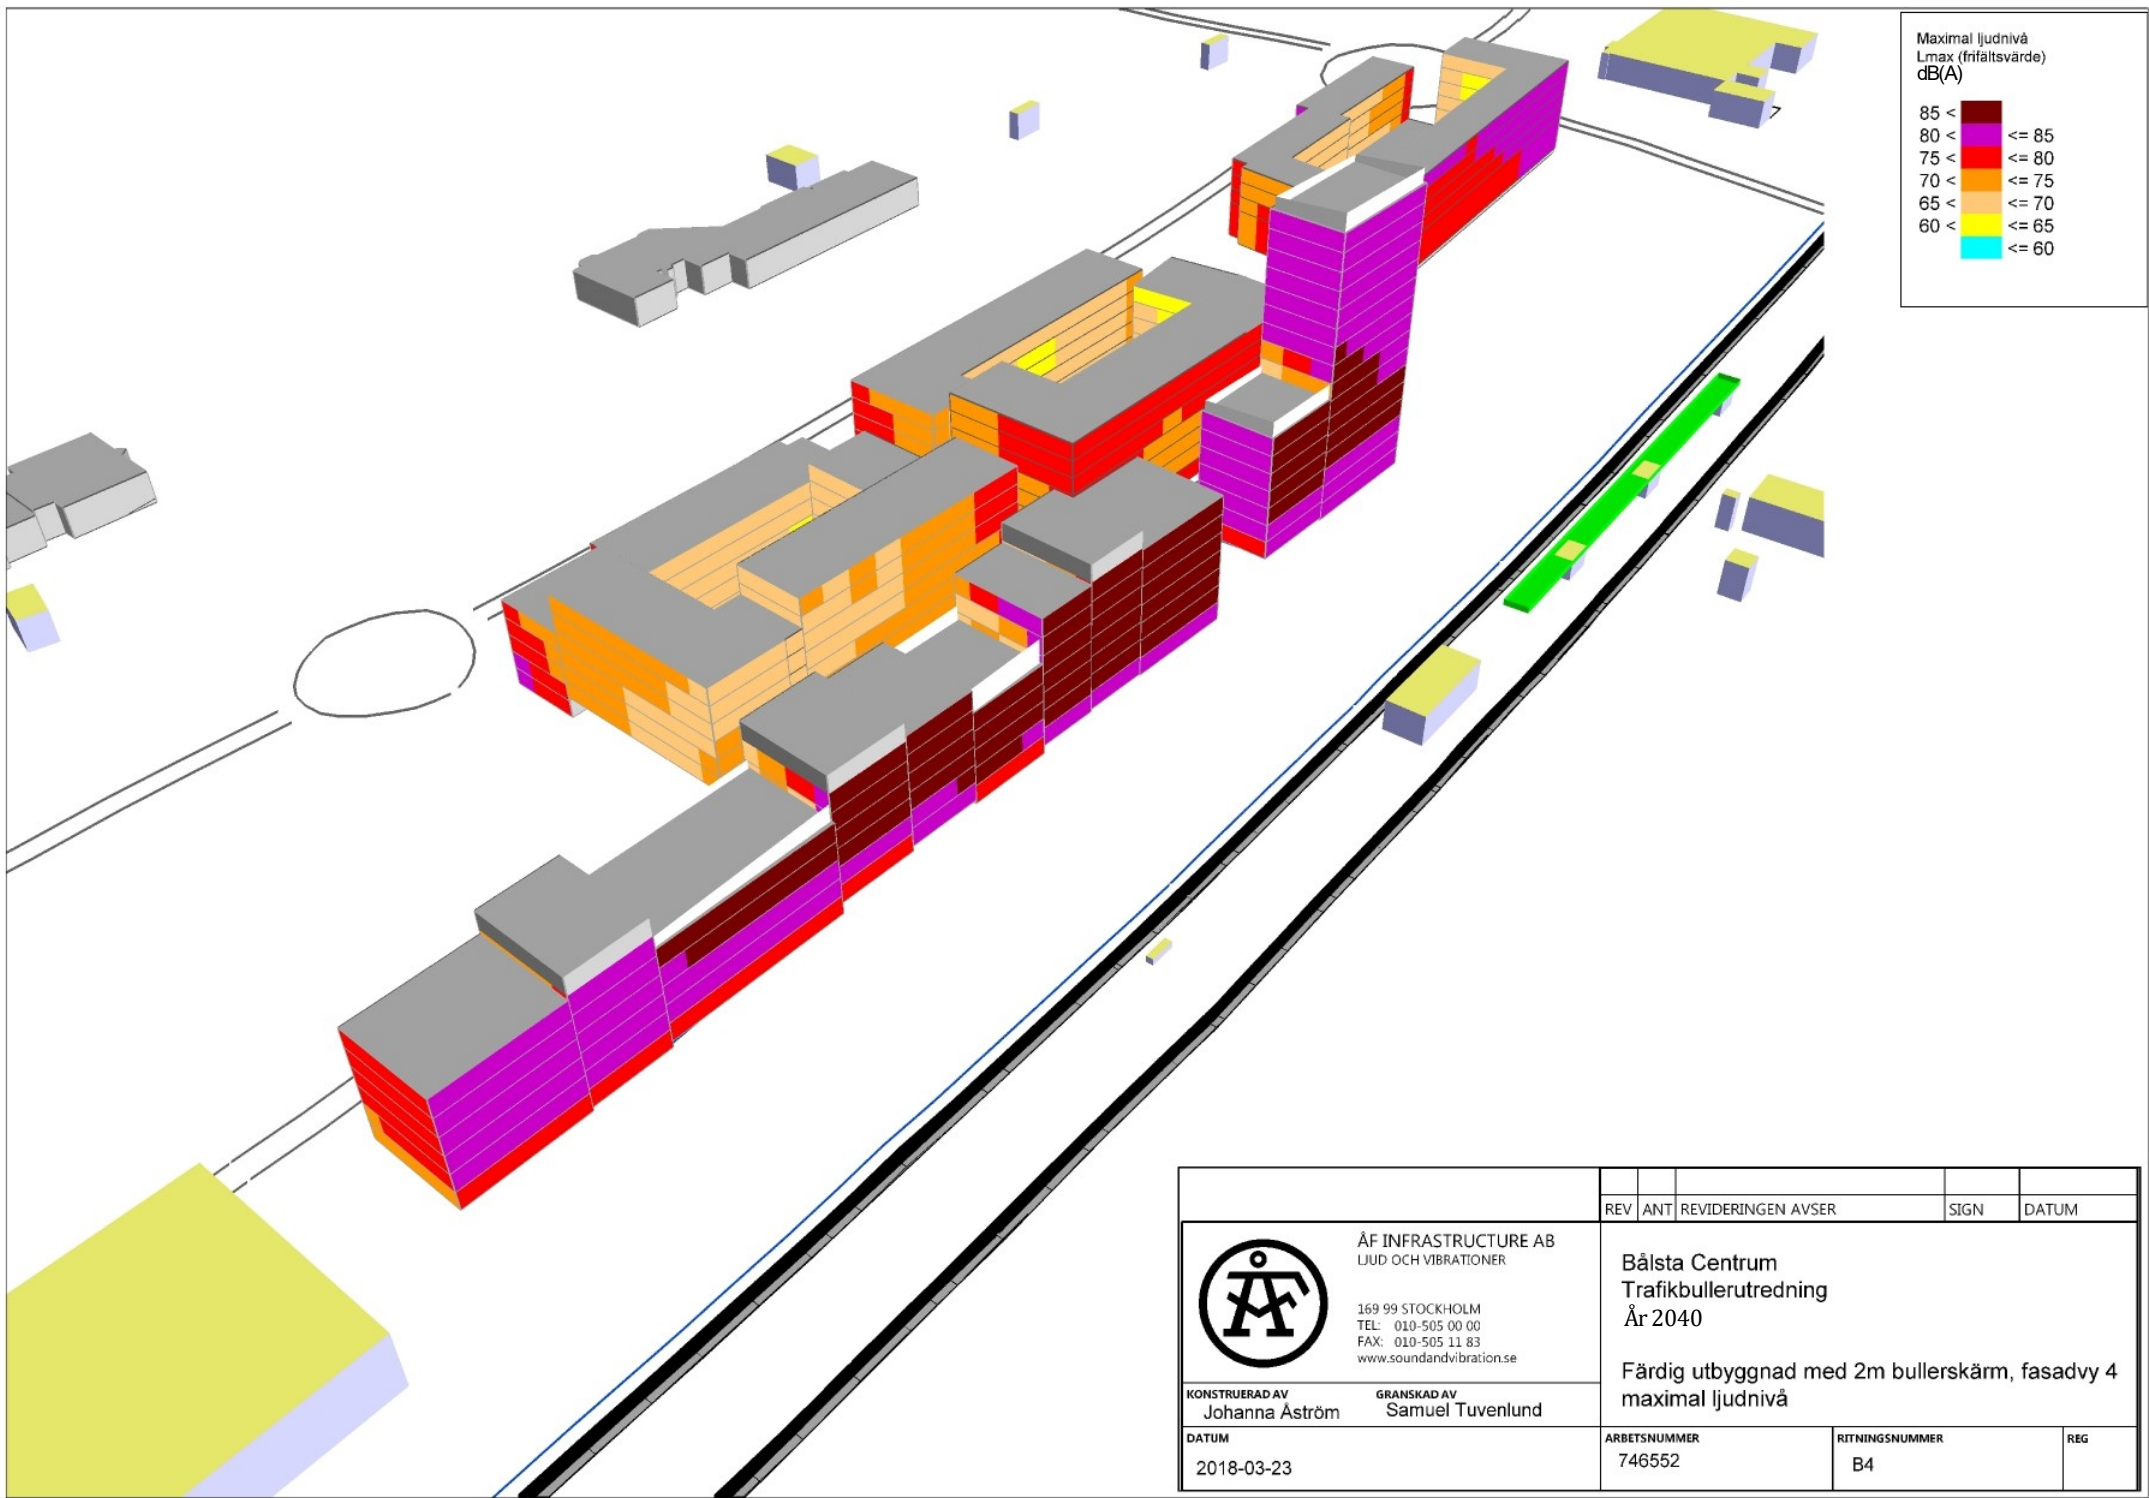 Maximal ljudnivå
Lmax (frifältsvärde)
dB(A)
85 <
80 < <= 85
75 < <= 80
70 < <= 75
65 < <= 70
60 < <= 65
<= 60
REV ANT REVIDERINGEN AVSER SIGN DATUM
ÅF
ÅF INFRASTRUCTURE AB
LJUD OCH VIBRATIONER
169 99 STOCKHOLM
TEL: 010-505 00 00
FAX: 010-505 11 83
www.soundandvibration.se
Bålsta Centrum
Trafikbullerutredning
År 2040
Färdig utbyggnad med 2m bullerskärm, fasadvy 4
maximal ljudnivå
KONSTRUERAD AV GRANSKAD AV
Johanna Åström Samuel Tuvenlund
DATUM
2018-03-23
ARBETSNUMMER
746552
RITNINGSNUMMER
B4
REG